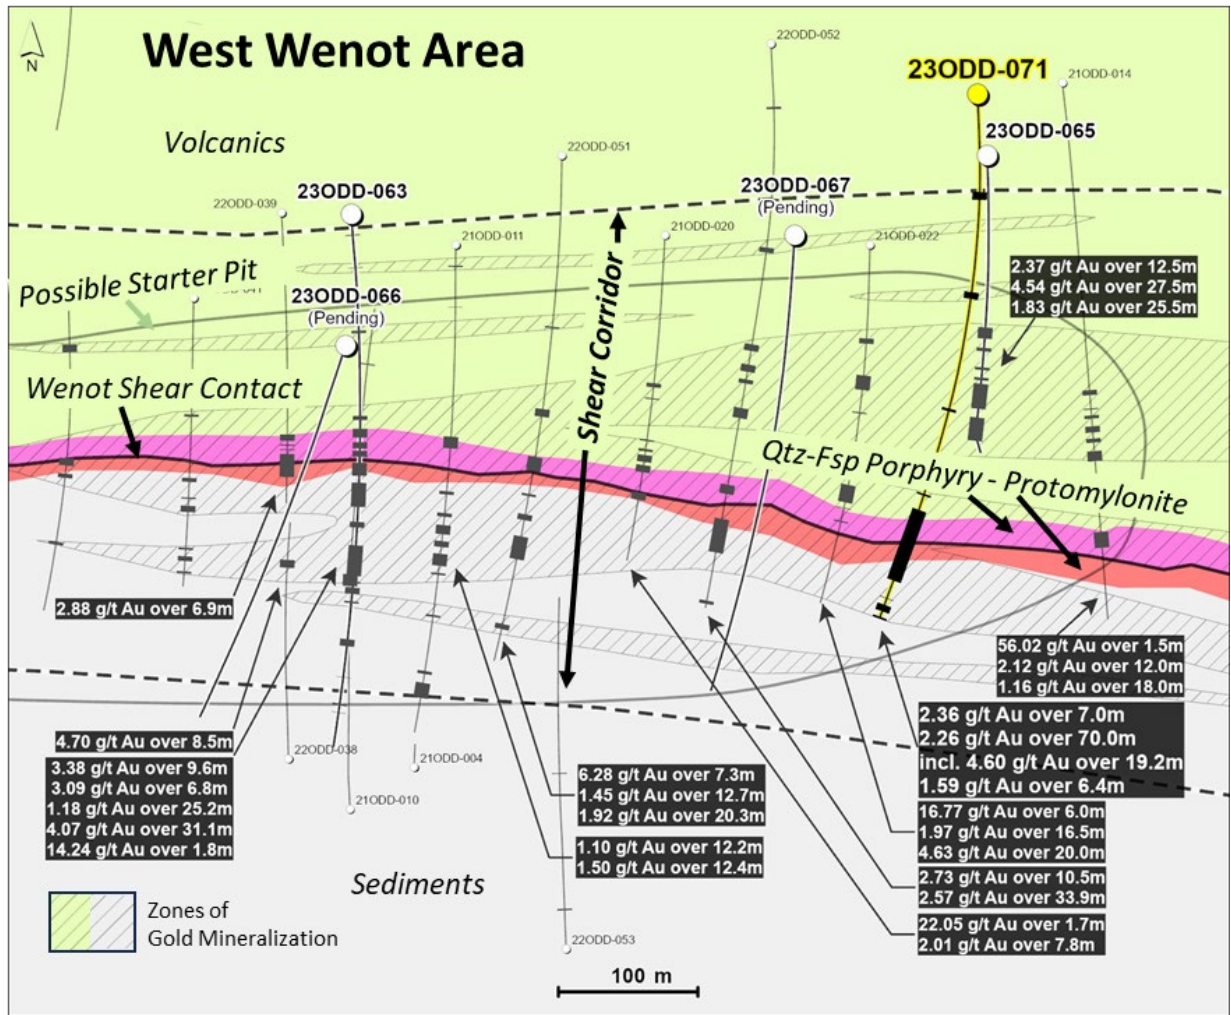 West Wenot Area
N
22ODD-052
23ODD-071
21ODD-014
Volcanics
23ODD-065
22ODD-051
23ODD-063
23ODD-067
(Pending)
22ODD-039
21ODD-011
21ODD-020
21ODD-022
Possible Starter Pit
23ODD-066
(Pending)
Shear Corridor
2.37 g/t Au over 12.5m
4.54 g/t Au over 27.5m
1.83 g/t Au over 25.5m
Wenot Shear Contact
Qtz-Fsp Porphyry - Protomylonite
2.88 g/t Au over 6.9m
56.02 g/t Au over 1.5m
2.12 g/t Au over 12.0m
1.16 g/t Au over 18.0m
2.36 g/t Au over 7.0m
2.26 g/t Au over 70.0m
incl. 4.60 g/t Au over 19.2m
1.59 g/t Au over 6.4m
4.70 g/t Au over 8.5m
3.38 g/t Au over 9.6m
3.09 g/t Au over 6.8m
1.18 g/t Au over 25.2m
4.07 g/t Au over 31.1m
14.24 g/t Au over 1.8m
22ODD-038
21ODD-004
21ODD-010
6.28 g/t Au over 7.3m
1.45 g/t Au over 12.7m
1.92 g/t Au over 20.3m
1.10 g/t Au over 12.2m
1.50 g/t Au over 12.4m
16.77 g/t Au over 6.0m
1.97 g/t Au over 16.5m
4.63 g/t Au over 20.0m
2.73 g/t Au over 10.5m
2.57 g/t Au over 33.9m
22.05 g/t Au over 1.7m
2.01 g/t Au over 7.8m
Sediments
Zones of
Gold Mineralization
22ODD-053
100 m